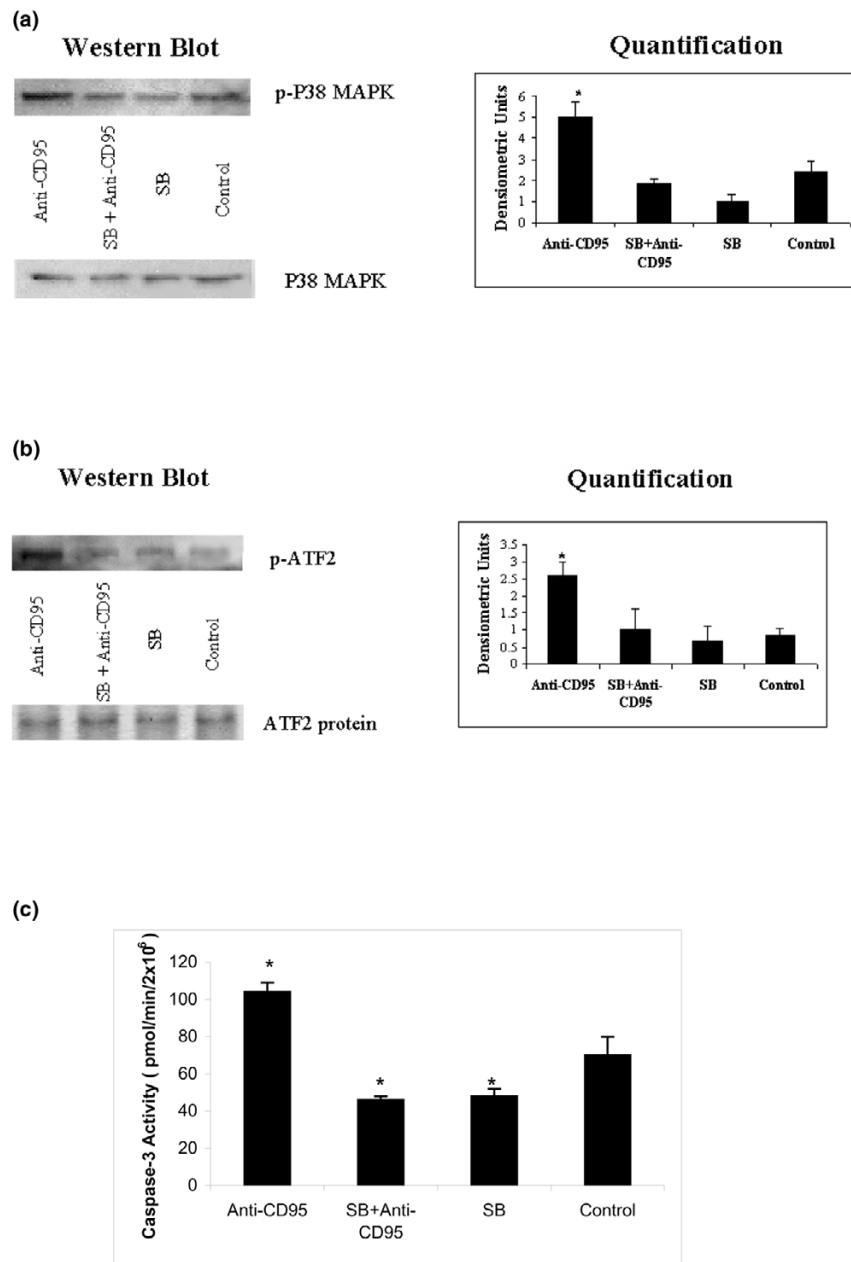 (a)
Western Blot
p-P38 MAPK
Anti-CD95
SB + Anti-CD95
SB
Control
P38 MAPK
Quantification
Densiometric Units
6
5
4
3
2
1
0
*
Anti-CD95
SB+Anti-
CD95
SB
Control
(b)
Western Blot
p-ATF2
Anti-CD95
SB + Anti-CD95
SB
Control
ATF2 protein
Quantification
Densiometric Units
3.5
3
2.5
2
1.5
1
0.5
0
*
Anti-CD95
SB+Anti-
CD95
SB
Control
(c)
Caspase-3 Activity ( pmol/min/2x10⁶)
120
100
80
60
40
20
0
*
*
*
Anti-CD95
SB+Anti-
CD95
SB
Control